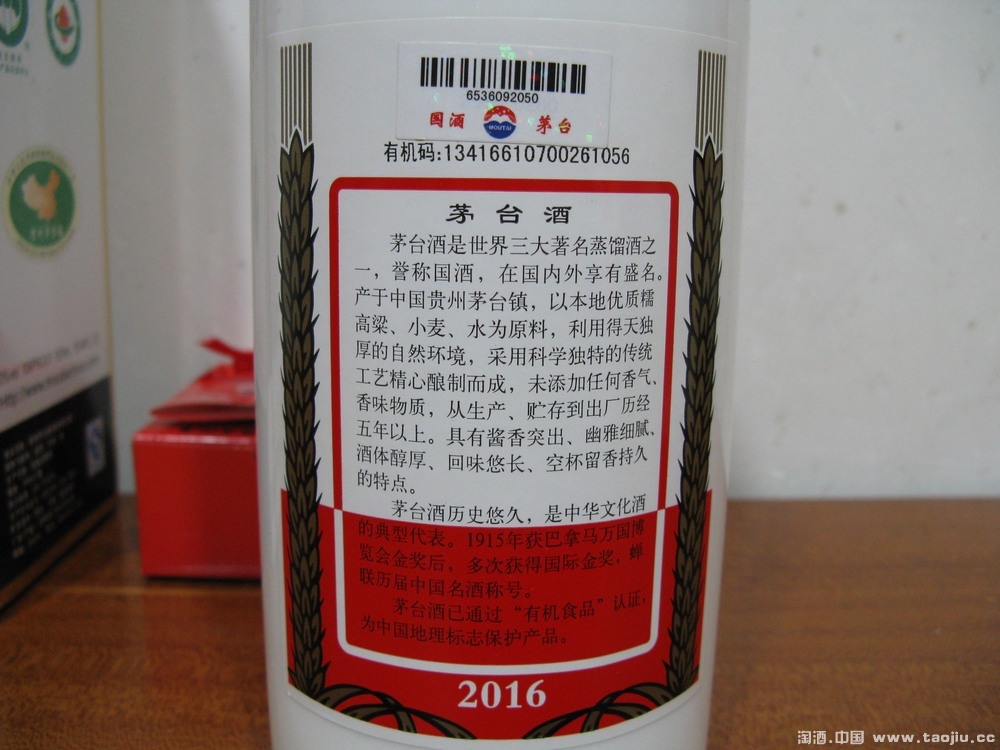 6536092050
国酒 MOUTAI 茅台
有机码:13416610700261056
茅台酒
茅台酒是世界三大著名蒸馏酒之
一，誉称国酒，在国内外享有盛名。
产于中国贵州茅台镇，以本地优质糯
高粱、小麦、水为原料，利用得天独
厚的自然环境，采用科学独特的传统
工艺精心酿制而成，未添加任何香气、
香味物质，从生产、贮存到出厂历经
五年以上。具有酱香突出、幽雅细腻、
酒体醇厚、回味悠长、空杯留香持久
的特点。
茅台酒历史悠久，是中华文化酒
的典型代表。1915年获巴拿马万国博
览会金奖后，多次获得国际金奖，蝉
联历届中国名酒称号。
茅台酒已通过“有机食品”认证，
为中国地理标志保护产品。
2016
淘酒.中国 www.taojiu.cc